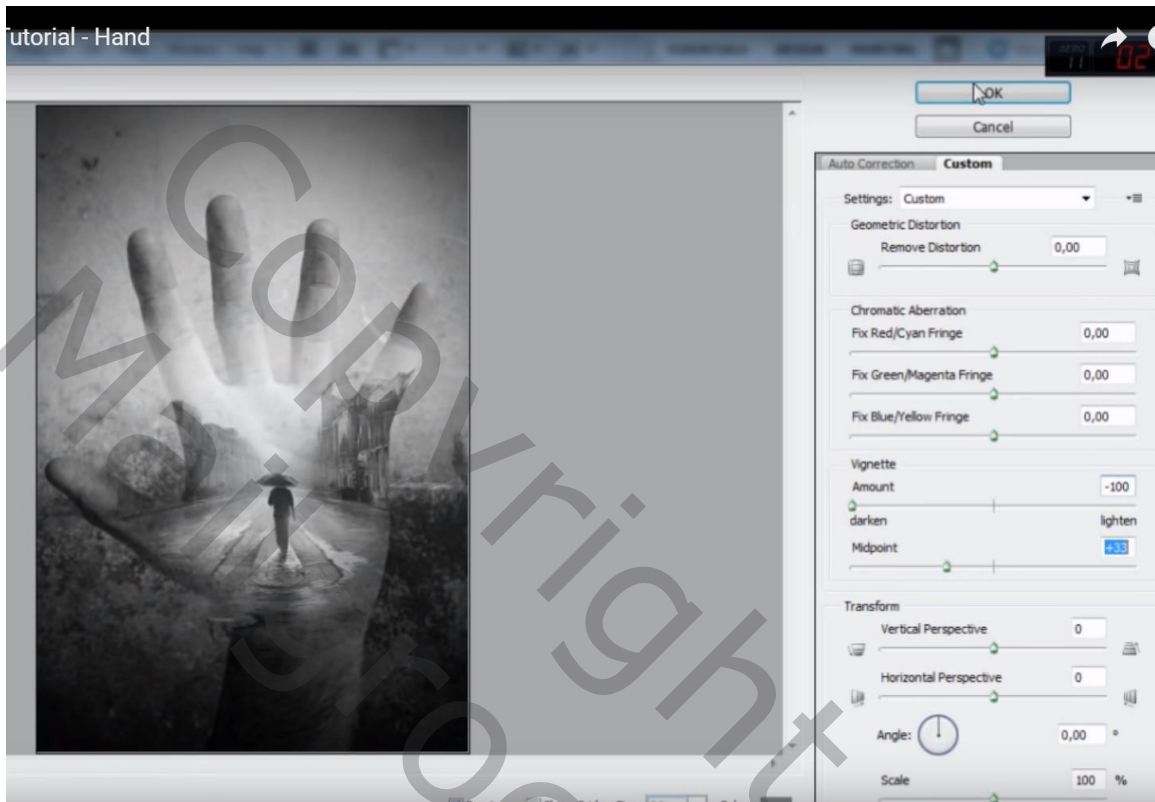 Tutorial - Hand
02
OK
Cancel
Auto Correction Custom
Settings: Custom
Geometric Distortion
Remove Distortion 0,00
Chromatic Aberration
Fix Red/Cyan Fringe 0,00
Fix Green/Magenta Fringe 0,00
Fix Blue/Yellow Fringe 0,00
Vignette
Amount -100
darken lighten
Midpoint +33
Transform
Vertical Perspective 0
Horizontal Perspective 0
Angle: 0,00 °
Scale 100 %
Copyright